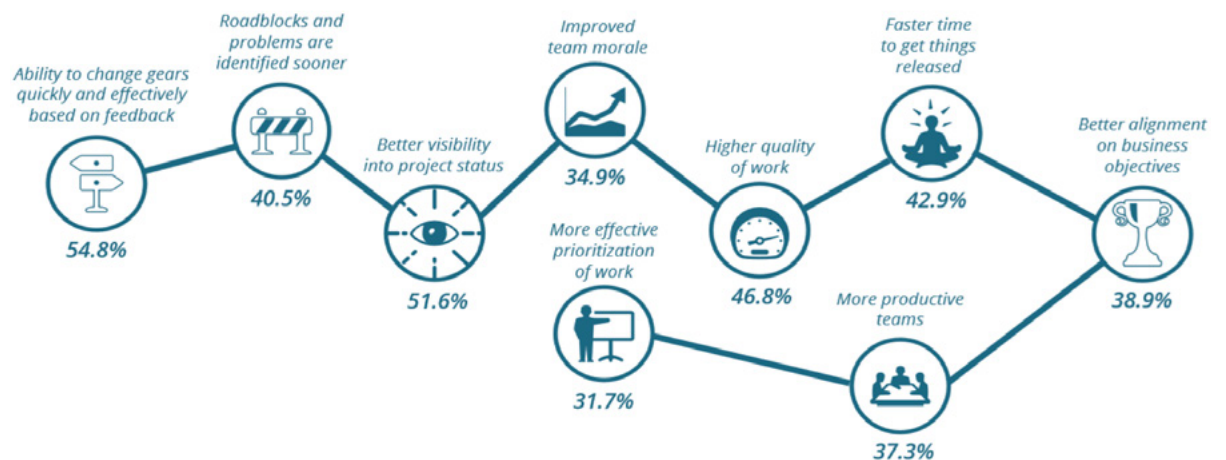 Ability to change gears
quickly and effectively
based on feedback
54.8%
Roadblocks and
problems are
identified sooner
40.5%
Better visibility
into project status
51.6%
Improved
team morale
34.9%
Higher quality
of work
46.8%
Faster time
to get things
released
42.9%
Better alignment
on business
objectives
38.9%
More productive
teams
37.3%
More effective
prioritization
of work
31.7%